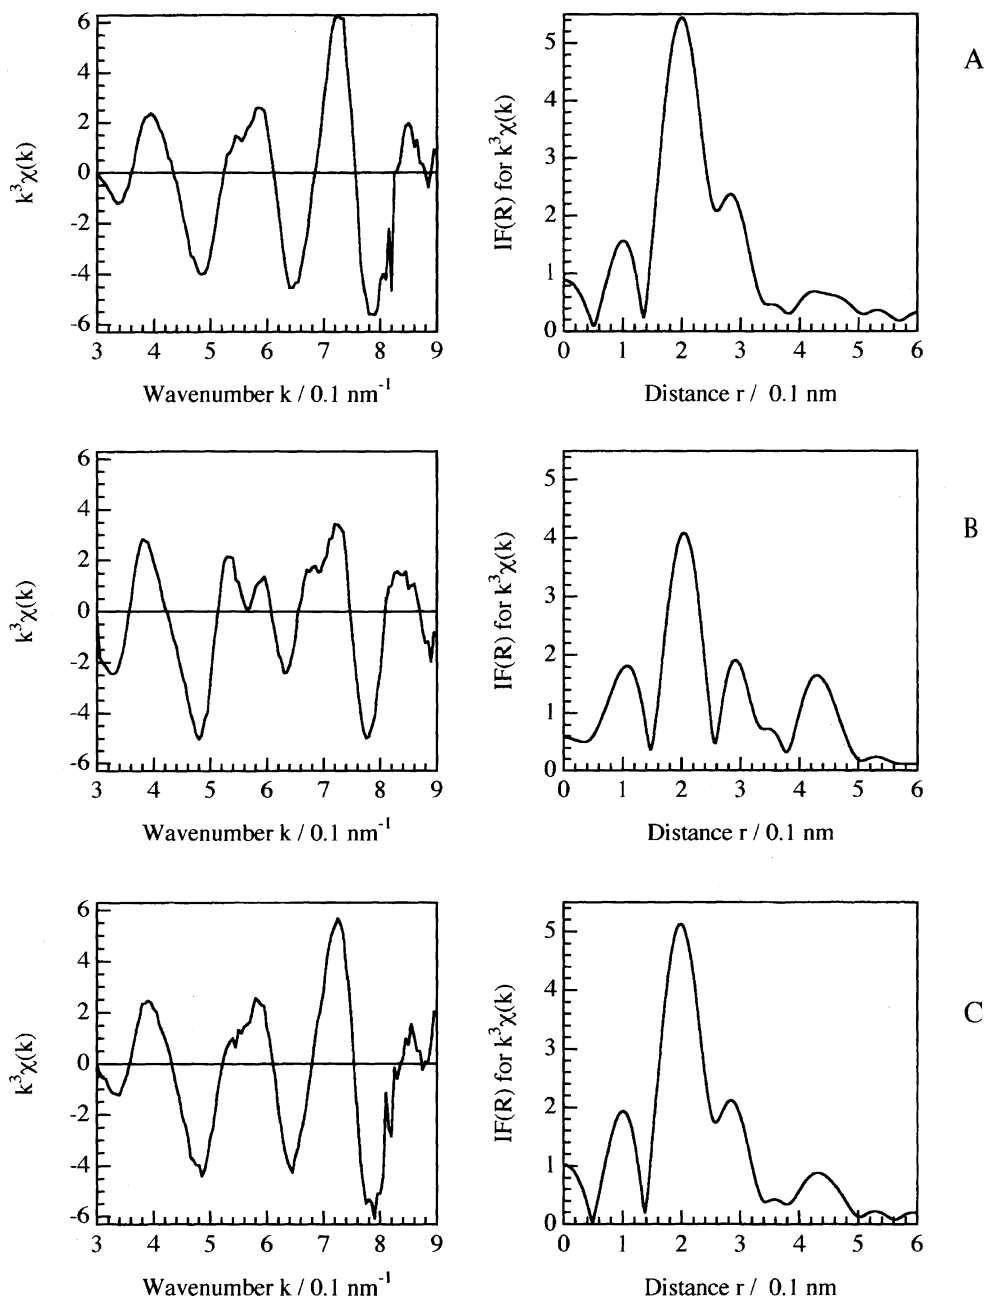 6
4
2
0
-2
-4
-6
k³χ(k)
3 4 5 6 7 8 9
Wavenumber k / 0.1 nm⁻¹
5
4
3
2
1
0
IF(R) for k³χ(k)
0 1 2 3 4 5 6
Distance r / 0.1 nm
A
6
4
2
0
-2
-4
-6
k³χ(k)
3 4 5 6 7 8 9
Wavenumber k / 0.1 nm⁻¹
5
4
3
2
1
0
IF(R) for k³χ(k)
0 1 2 3 4 5 6
Distance r / 0.1 nm
B
6
4
2
0
-2
-4
-6
k³χ(k)
3 4 5 6 7 8 9
Wavenumber k / 0.1 nm⁻¹
5
4
3
2
1
0
IF(R) for k³χ(k)
0 1 2 3 4 5 6
Distance r / 0.1 nm
C